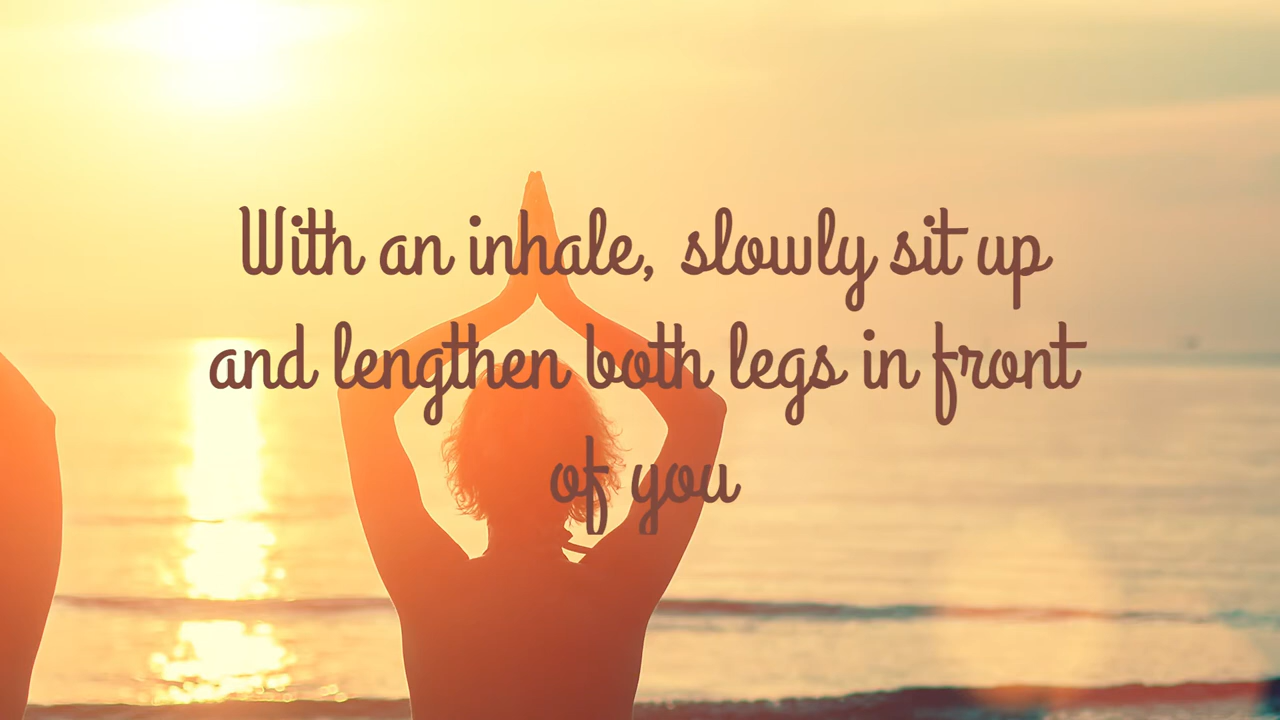 With an inhale, slowly sit up
and lengthen both legs in front
of you